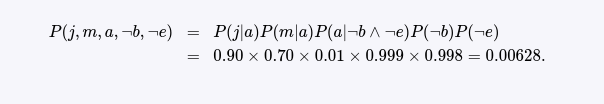 P(j, m, a, ¬b, ¬e) = P(j|a)P(m|a)P(a|¬b ∧ ¬e)P(¬b)P(¬e)
= 0.90 × 0.70 × 0.01 × 0.999 × 0.998 = 0.00628.